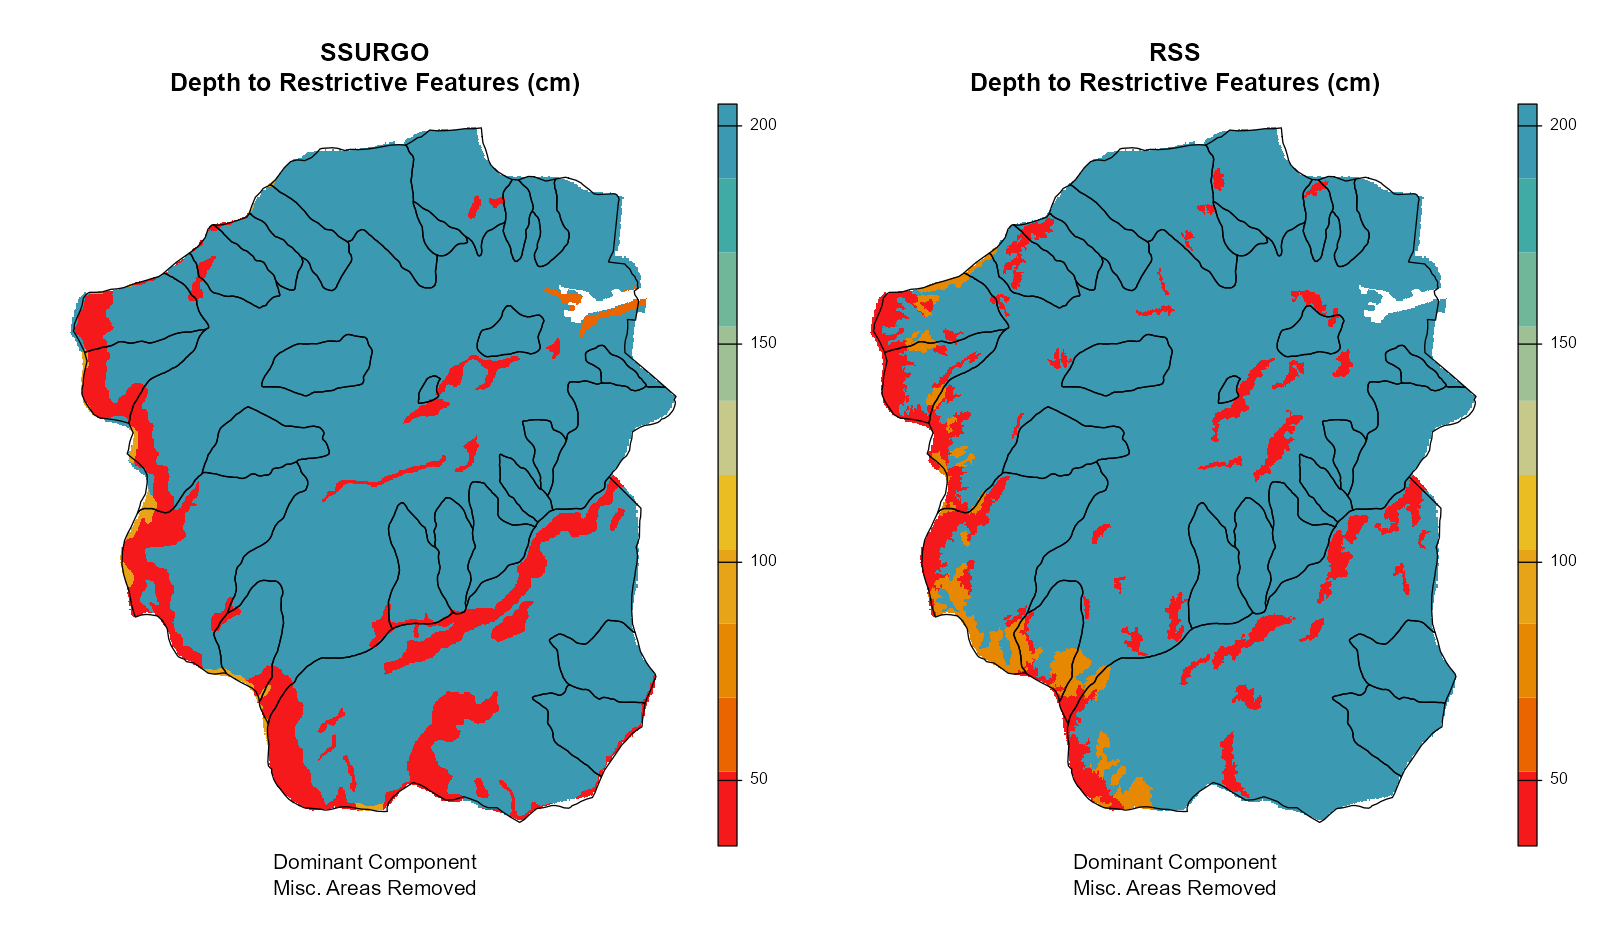 SSURGO
Depth to Restrictive Features (cm)
200
150
100
50
Dominant Component
Misc. Areas Removed
RSS
Depth to Restrictive Features (cm)
200
150
100
50
Dominant Component
Misc. Areas Removed